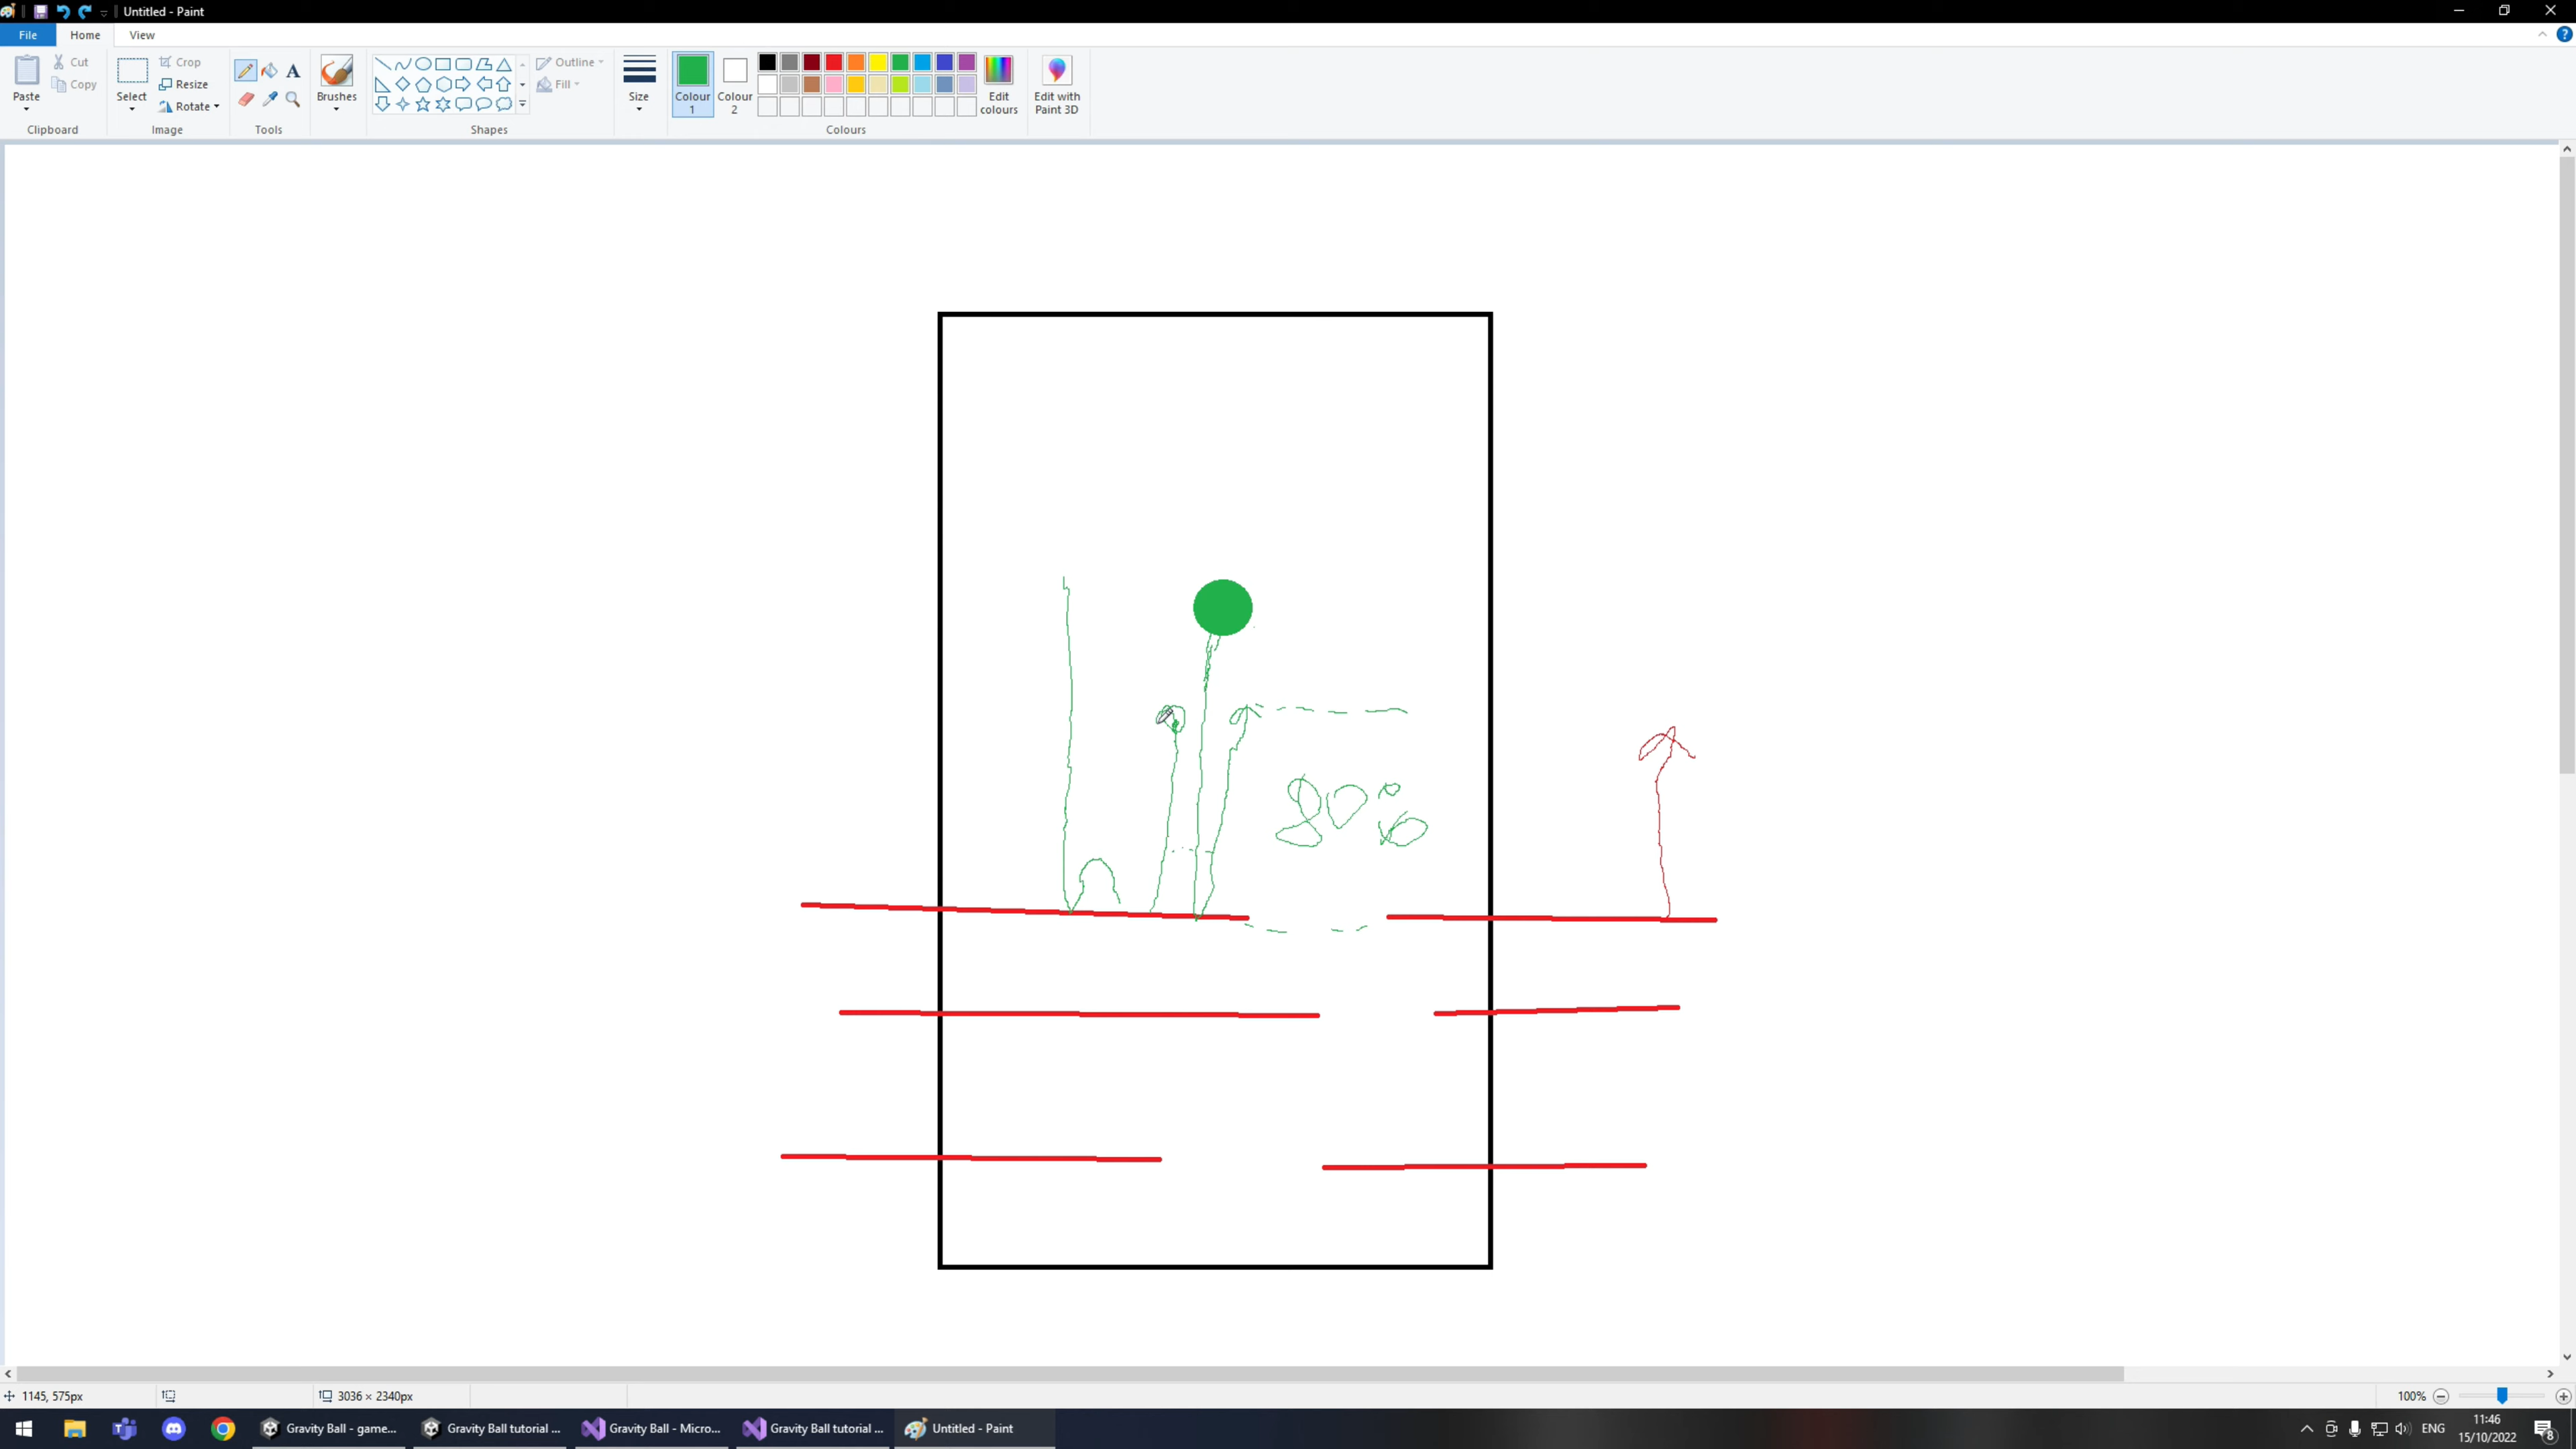 Untitled - Paint
File Home View
Paste
Cut
Copy
Clipboard
Select
Crop
Resize
Rotate
Image
Tools
Brushes
Shapes
Outline
Fill
Size
Colour 1
Colour 2
Colours
Edit colours
Edit with Paint 3D
80%
1145, 575px
3036 × 2340px
100%
Gravity Ball - game...
Gravity Ball tutorial ...
Gravity Ball - Micro...
Gravity Ball tutorial ...
Untitled - Paint
ENG
11:46
15/10/2022
8